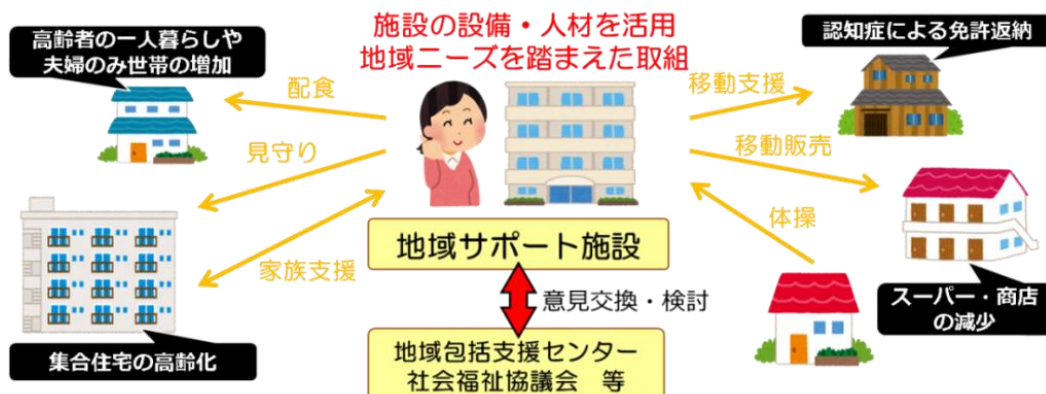 高齢者の一人暮らしや
夫婦のみ世帯の増加
施設の設備・人材を活用
地域ニーズを踏まえた取組
認知症による免許返納
配食
移動支援
見守り
移動販売
家族支援
体操
地域サポート施設
意見交換・検討
スーパー・商店
の減少
集合住宅の高齢化
地域包括支援センター
社会福祉協議会　等